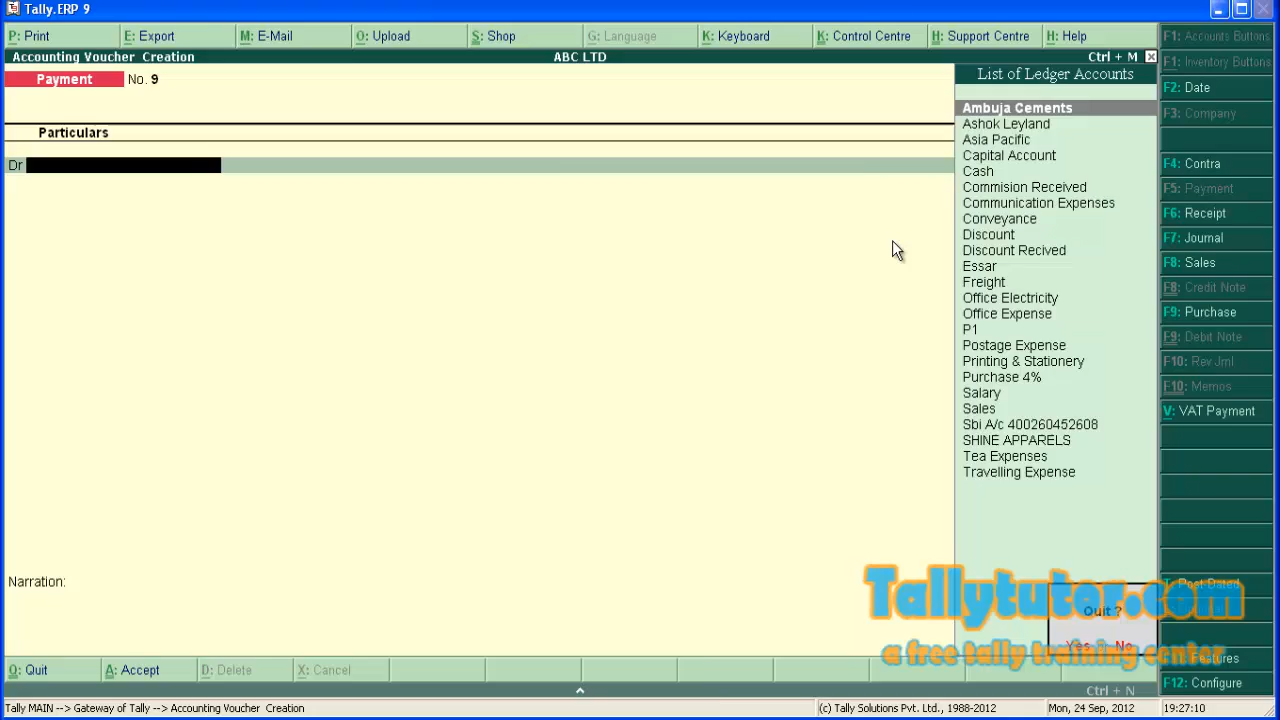 Tally.ERP 9
P: Print
E: Export
M: E-Mail
O: Upload
S: Shop
G: Language
K: Keyboard
K: Control Centre
H: Support Centre
H: Help
Accounting Voucher Creation
ABC LTD
Ctrl + M
Payment No. 9
Particulars
Dr
List of Ledger Accounts
Ambuja Cements
Ashok Leyland
Asia Pacific
Capital Account
Cash
Commision Received
Communication Expenses
Conveyance
Discount
Discount Recived
Essar
Freight
Office Electricity
Office Expense
P1
Postage Expense
Printing & Stationery
Purchase 4%
Salary
Sales
Sbi A/c 400260452608
SHINE APPARELS
Tea Expenses
Travelling Expense
F1: Accounts Buttons
F1: Inventory Buttons
F2: Date
F3: Company
F4: Contra
F5: Payment
F6: Receipt
F7: Journal
F8: Sales
F8: Credit Note
F9: Purchase
F9: Debit Note
F10: Rev Jrnl
F10: Memos
V: VAT Payment
T: Post-Dated
Features
F12: Configure
Narration:
Tallytutor.com
a free tally training center
Quit ?
Yes or No
Q: Quit
A: Accept
D: Delete
X: Cancel
Ctrl + N
Tally MAIN --> Gateway of Tally --> Accounting Voucher Creation
(c) Tally Solutions Pvt. Ltd., 1988-2012
Mon, 24 Sep, 2012
19:27:10